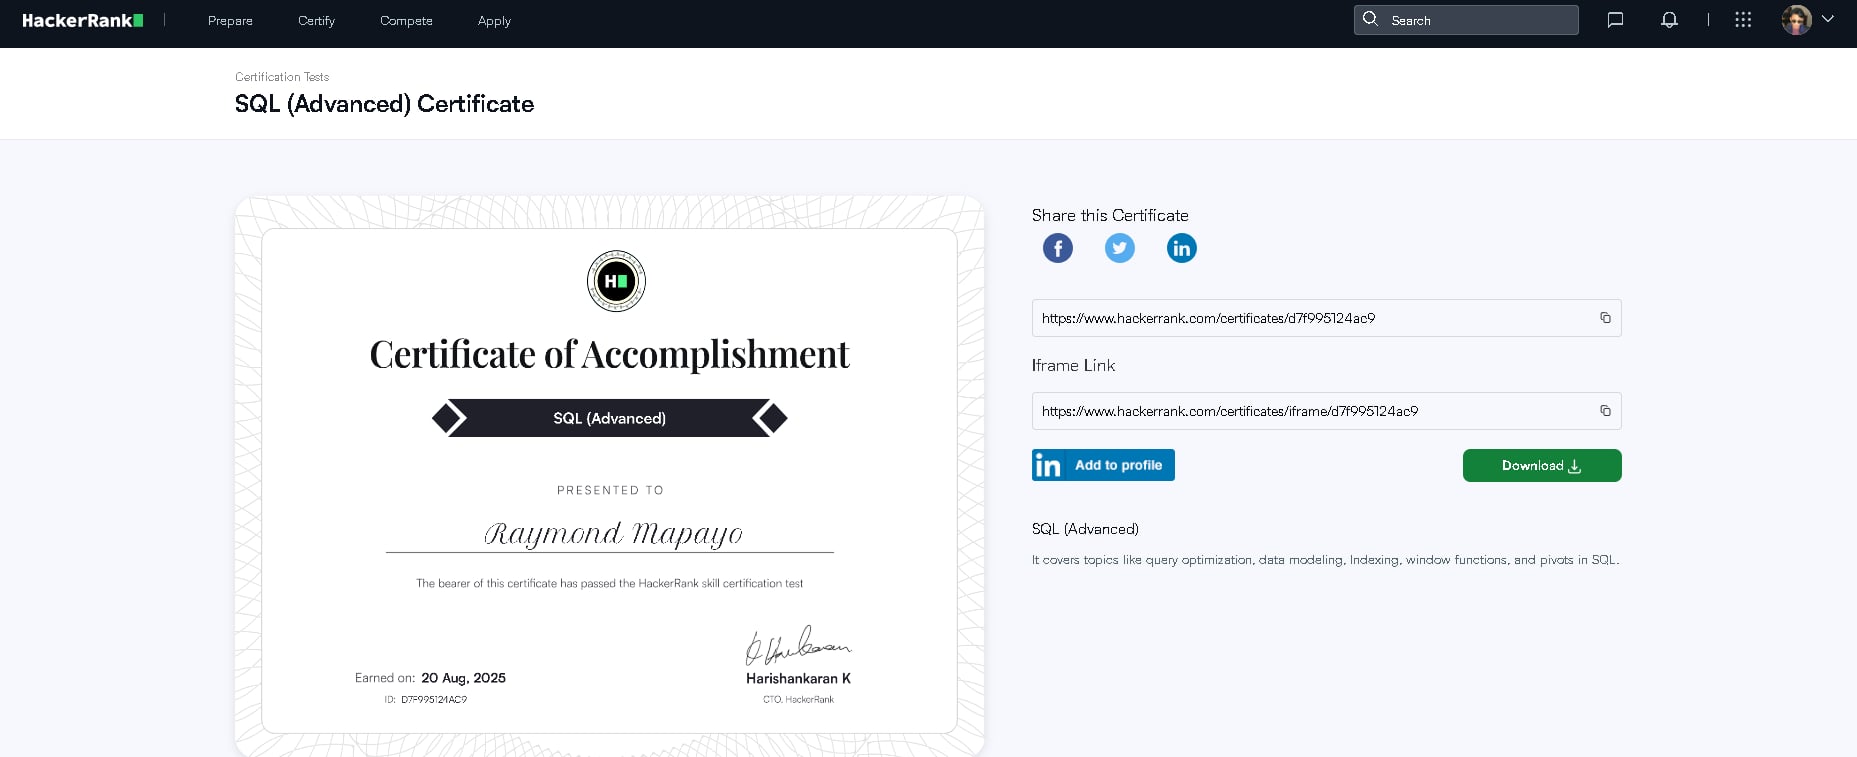 HackerRank
Prepare Certify Compete Apply
Search
Certification Tests
SQL (Advanced) Certificate
H
Certificate of Accomplishment
SQL (Advanced)
PRESENTED TO
Raymond Mapayo
The bearer of this certificate has passed the HackerRank skill certification test
Earned on: 20 Aug, 2025
ID: D7F995124AC9
Harishankaran K
CTO, HackerRank
Share this Certificate
https://www.hackerrank.com/certificates/d7f995124ac9
Iframe Link
https://www.hackerrank.com/certificates/iframe/d7f995124ac9
in Add to profile
Download
SQL (Advanced)
It covers topics like query optimization, data modeling, Indexing, window functions, and pivots in SQL.